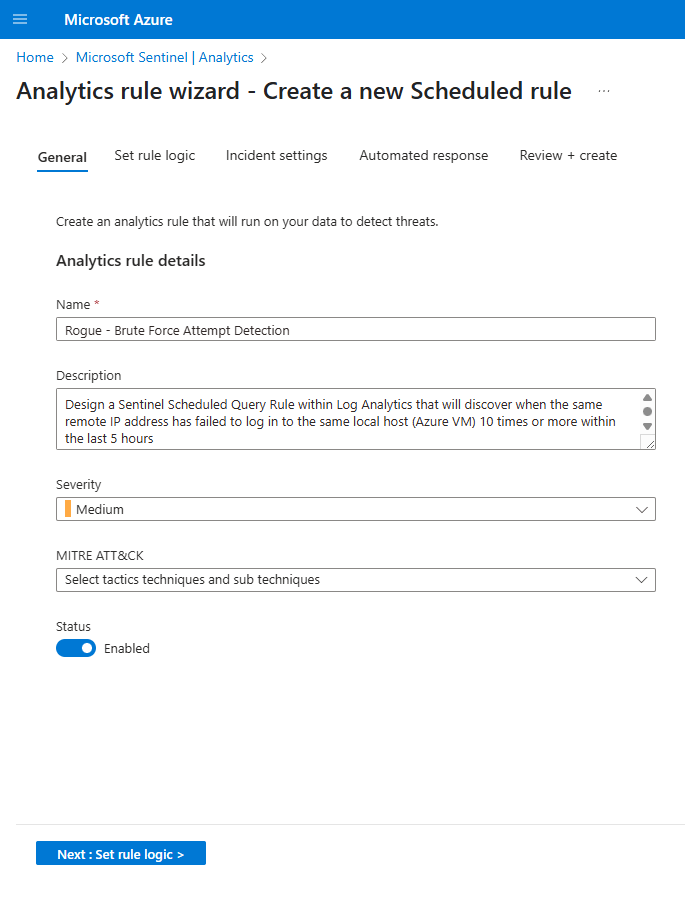 Microsoft Azure
Home > Microsoft Sentinel | Analytics >
Analytics rule wizard - Create a new Scheduled rule ...
General Set rule logic Incident settings Automated response Review + create
Create an analytics rule that will run on your data to detect threats.
Analytics rule details
Name *
Rogue - Brute Force Attempt Detection
Description
Design a Sentinel Scheduled Query Rule within Log Analytics that will discover when the same
remote IP address has failed to log in to the same local host (Azure VM) 10 times or more within
the last 5 hours
Severity
Medium
MITRE ATT&CK
Select tactics techniques and sub techniques
Status
Enabled
Next : Set rule logic >